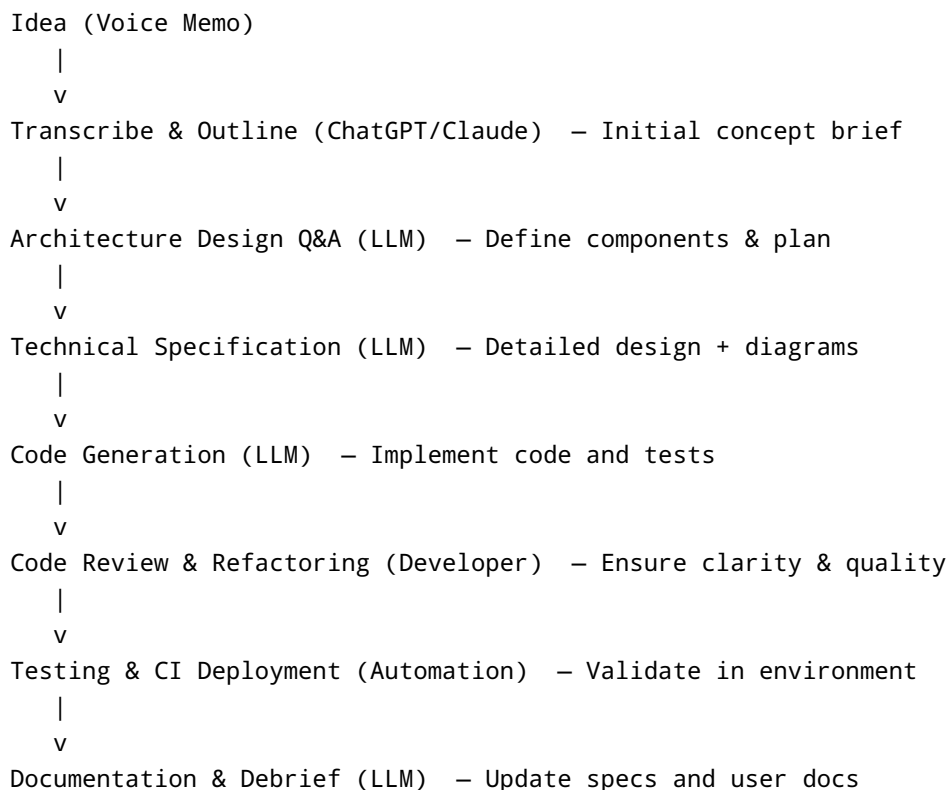 Idea (Voice Memo)
|
v
Transcribe & Outline (ChatGPT/Claude) — Initial concept brief
|
v
Architecture Design Q&A (LLM) — Define components & plan
|
v
Technical Specification (LLM) — Detailed design + diagrams
|
v
Code Generation (LLM) — Implement code and tests
|
v
Code Review & Refactoring (Developer) — Ensure clarity & quality
|
v
Testing & CI Deployment (Automation) — Validate in environment
|
v
Documentation & Debrief (LLM) — Update specs and user docs